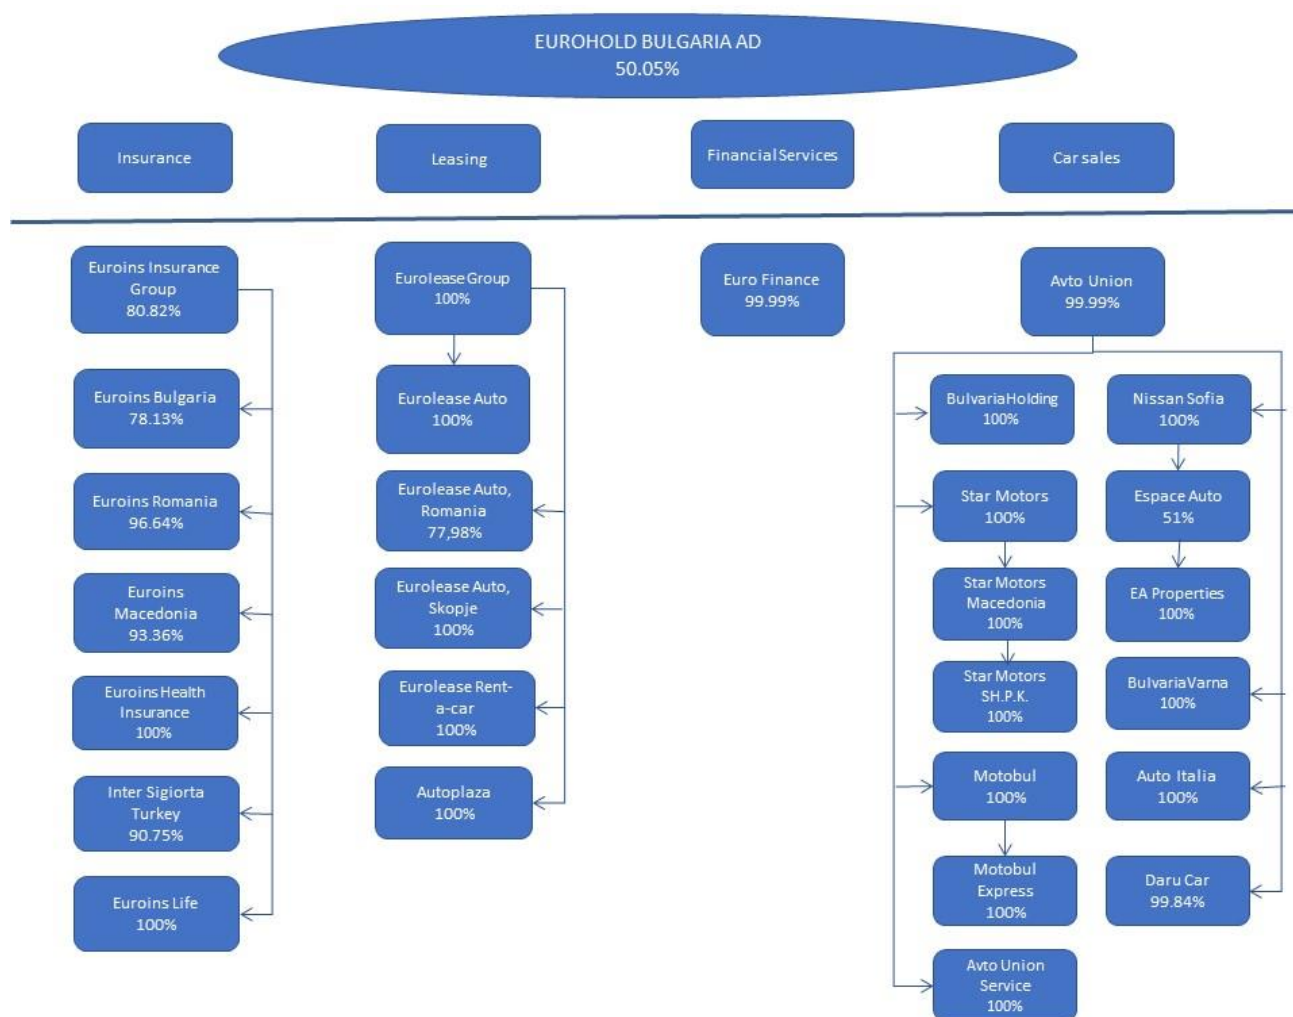 EUROHOLD BULGARIA AD
50.05%
Insurance
Leasing
Financial Services
Car sales
Euroins Insurance
Group
80.82%
Euroins Bulgaria
78.13%
Euroins Romania
96.64%
Euroins
Macedonia
93.36%
Euroins Health
Insurance
100%
Inter Sigiorta
Turkey
90.75%
Euroins Life
100%
Eurolease Group
100%
Eurolease Auto
100%
Eurolease Auto,
Romania
77,98%
Eurolease Auto,
Skopje
100%
Eurolease Rent-
a-car
100%
Autoplaza
100%
Euro Finance
99.99%
Avto Union
99.99%
Bulvaria Holding
100%
Star Motors
100%
Star Motors
Macedonia
100%
Star Motors
SH.P.K.
100%
Motobul
100%
Motobul
Express
100%
Avto Union
Service
100%
Nissan Sofia
100%
Espace Auto
51%
EA Properties
100%
Bulvaria Varna
100%
Auto Italia
100%
Daru Car
99.84%